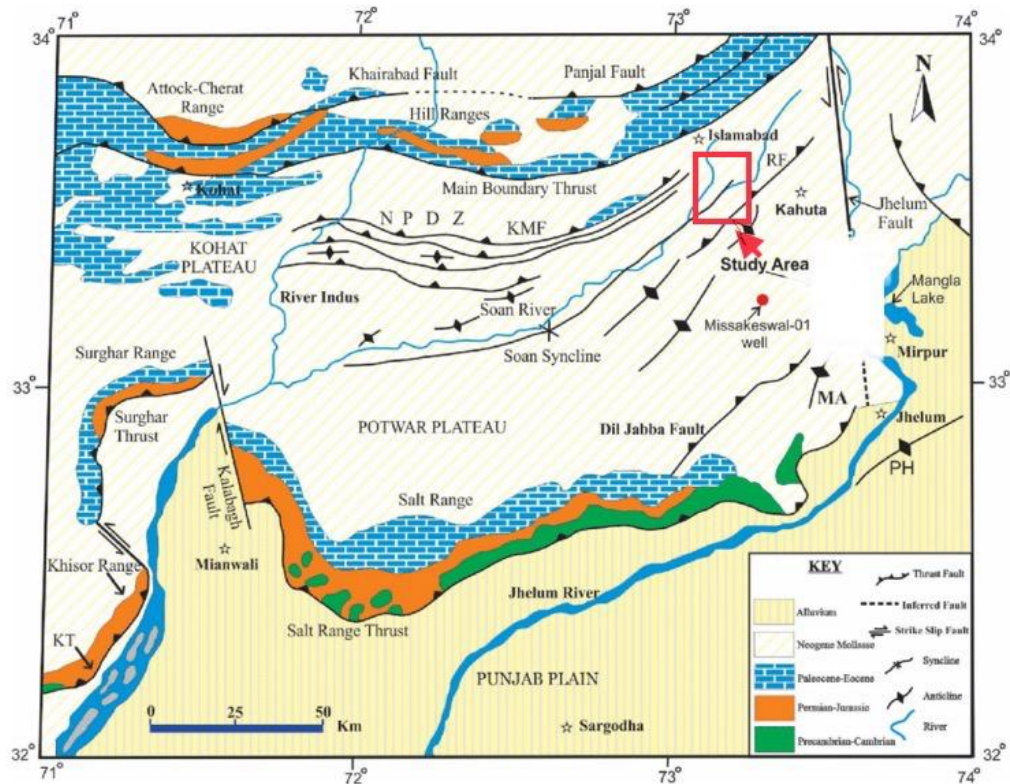 71°
72°
73°
74°
34°
34°
Khairabad Fault
Panjal Fault
Attock-Cherat
Range
Hill Ranges
N
Islamabad
RF
Kohat
Main Boundary Thrust
Kahuta
Jhelum
Fault
N P D Z
KMF
KOHAT
PLATEAU
Study Area
River Indus
Mangla
Lake
Soan River
Missakeswal-01
well
Surghar Range
Soan Syncline
Mirpur
33°
33°
Surghar
Thrust
MA
Jhelum
POTWAR PLATEAU
Dil Jabba Fault
PH
Kalabagh
Fault
Salt Range
Khisor Range
Mianwali
KEY
Thrust Fault
Jhelum River
Alluvium
Inferred Fault
Strike Slip Fault
KT
Salt Range Thrust
Neogene Mollasse
Syncline
Paleocene-Eocene
Anticline
PUNJAB PLAIN
Permian-Jurassic
River
0 25 50
Km
Sargodha
Precambrian-Cambrian
32°
32°
71°
72°
73°
74°